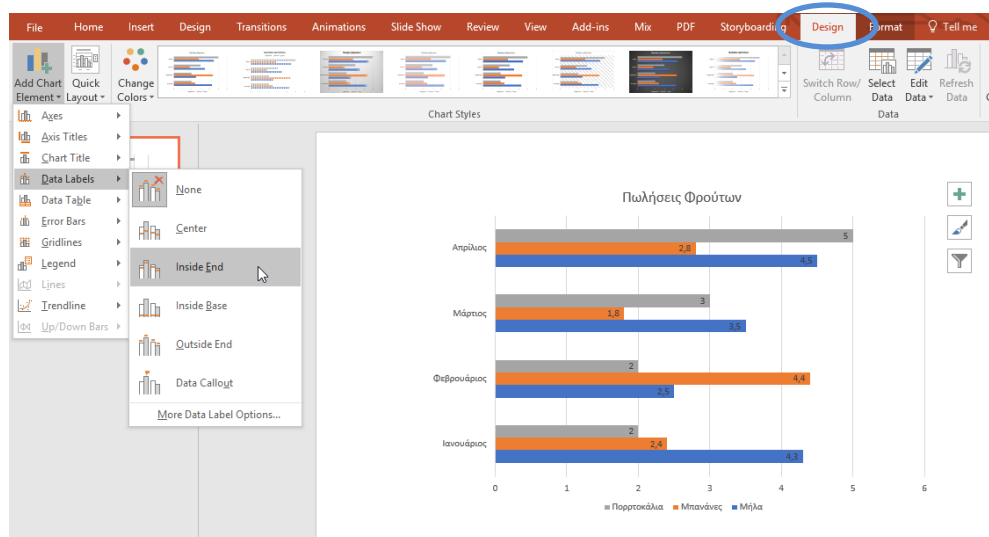 File Home Insert Design Transitions Animations Slide Show Review View Add-ins Mix PDF Storyboarding Design Format Tell me
Add Chart Element Quick Layout Change Colors Switch Row/ Column Select Data Edit Data Refresh Data
Chart Styles Data
Axes
Axis Titles
Chart Title
Data Labels
Data Table
Error Bars
Gridlines
Legend
Lines
Trendline
Up/Down Bars
None
Center
Inside End
Inside Base
Outside End
Data Callout
More Data Label Options...
Πωλήσεις Φρούτων
Απρίλιος 5 2,8 4,5
Μάρτιος 3 1,8 3,5
Φεβρουάριος 2 4,4 2,5
Ιανουάριος 2 2,4 4,3
0 1 2 3 4 5 6
Πορρτοκάλια Μπανάνες Μήλα